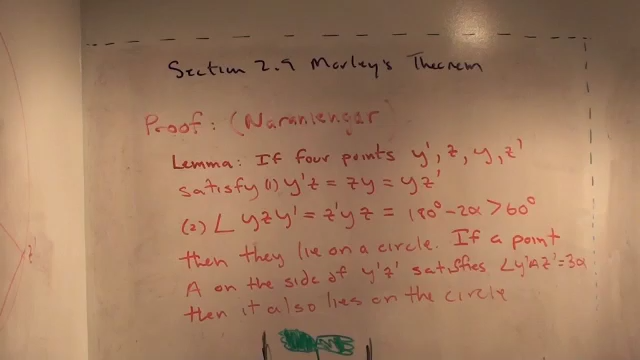 Section 2.9 Morley's Theorem
Proof: (Naraniengar)
Lemma: If four points y', z, y, z'
satisfy (1) y'z = zy = yz'
(2) ∠ yzy' = z'yz = 180° - 2α > 60°
then they lie on a circle. If a point
A on the side of y'z' satisfies ∠y'Az' = 3α
then it also lies on the circle
z'